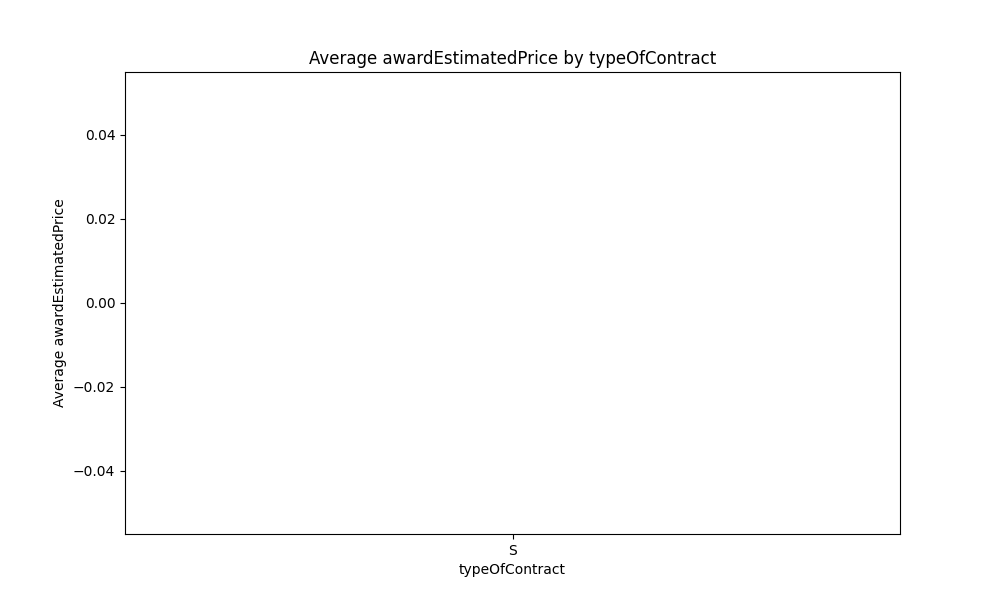 Average awardEstimatedPrice by typeOfContract
0.04
0.02
0.00
−0.02
−0.04
Average awardEstimatedPrice
S
typeOfContract